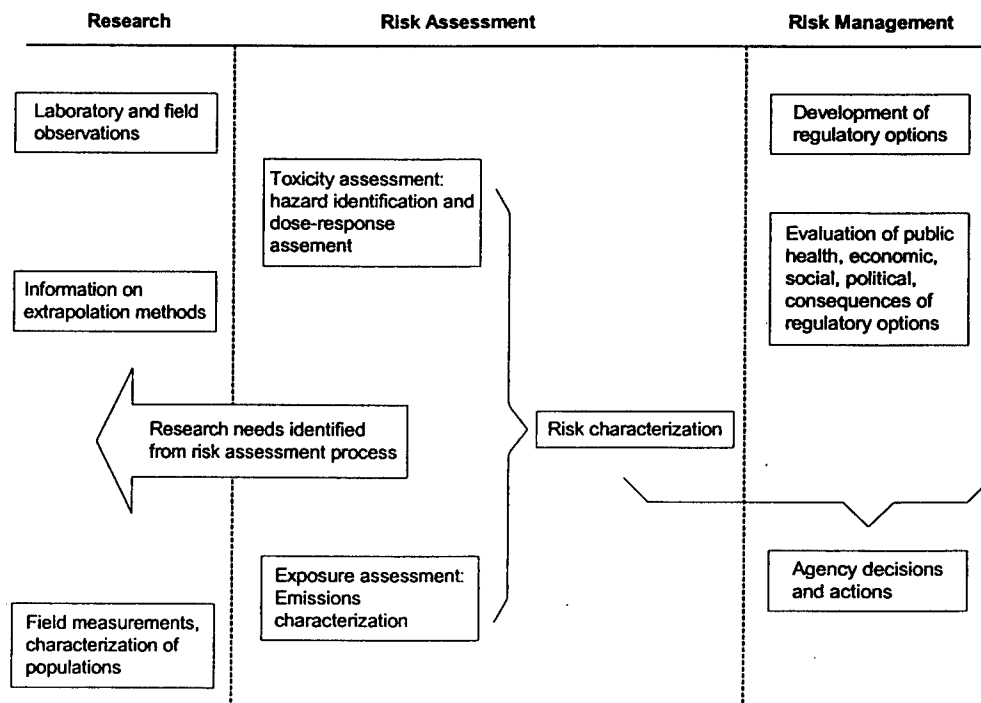 Research
Risk Assessment
Risk Management
Laboratory and field
observations
Information on
extrapolation methods
Research needs identified
from risk assessment process
Field measurements,
characterization of
populations
Toxicity assessment:
hazard identification and
dose-response
assement
Exposure assessment:
Emissions
characterization
Risk characterization
Development of
regulatory options
Evaluation of public
health, economic,
social, political,
consequences of
regulatory options
Agency decisions
and actions